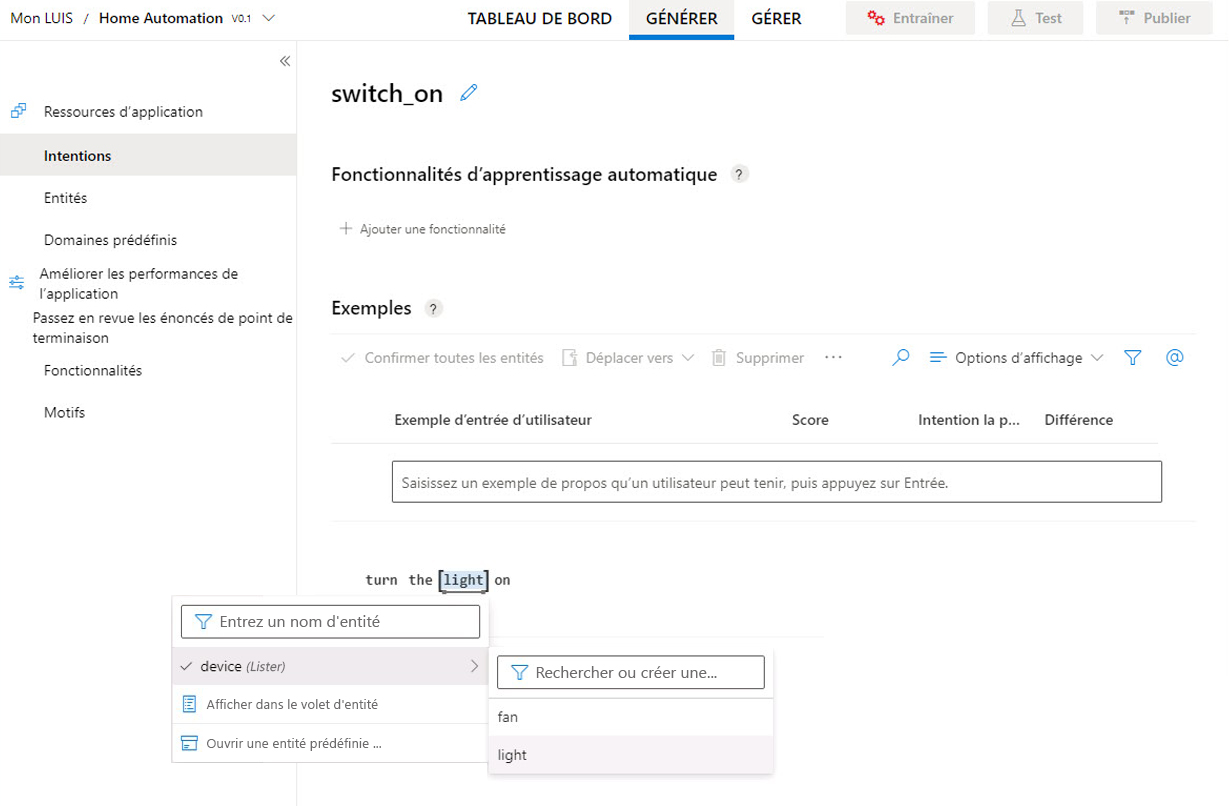 Mon LUIS / Home Automation V0.1
TABLEAU DE BORD GÉNÉRER GÉRER Entraîner Test Publier
«
Ressources d’application
Intentions
Entités
Domaines prédéfinis
Améliorer les performances de
l’application
Passez en revue les énoncés de point de
terminaison
Fonctionnalités
Motifs
switch_on
Fonctionnalités d’apprentissage automatique ?
+ Ajouter une fonctionnalité
Exemples ?
Confirmer toutes les entités Déplacer vers Supprimer ··· Options d’affichage @
Exemple d’entrée d’utilisateur Score Intention la p... Différence
Saisissez un exemple de propos qu’un utilisateur peut tenir, puis appuyez sur Entrée.
turn the [light] on
Entrez un nom d'entité
device (Lister)
Afficher dans le volet d'entité
Ouvrir une entité prédéfinie ...
Rechercher ou créer une...
fan
light